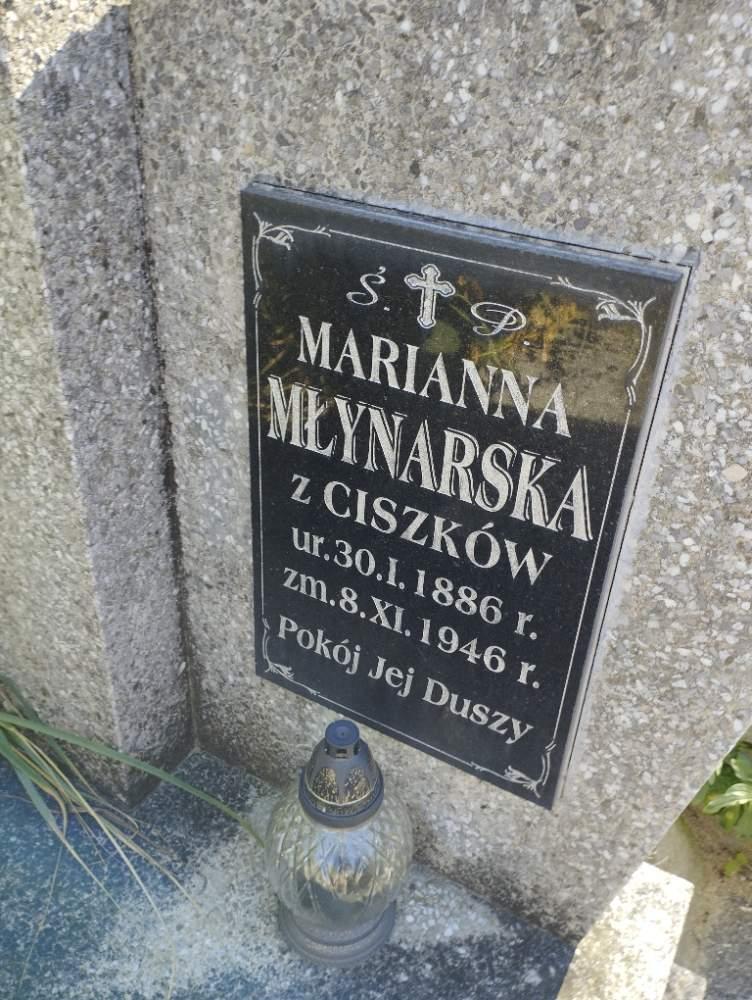 Ś. P
MARIANNA
MŁYNARSKA
z CISZKÓW
ur.30.I.1886 r.
zm.8.XI.1946 r.
Pokój Jej Duszy